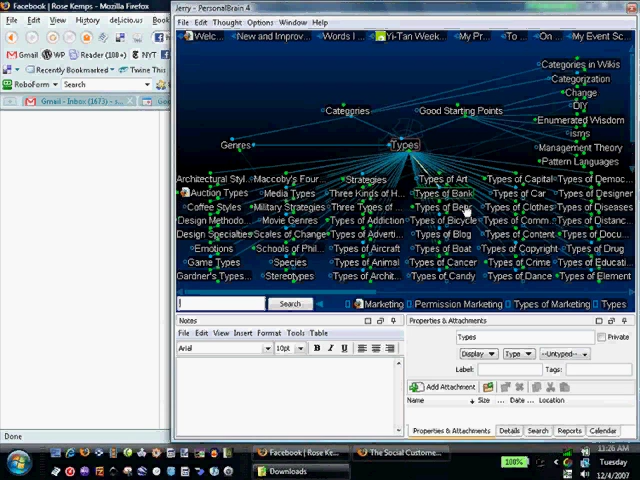 Facebook | Rose Kemps - Mozilla Firefox
File Edit View History
del.icio.us
Tools
Gmail WP Reader (100+) NYT
Recently Bookmarked Twine This
RoboForm Search
Gmail - Inbox (1673) - r...
Done
Jerry - PersonalBrain 4
File Edit Thought Options Window Help
Welc... New and Improv... Words I Yi-Tan Week... My Pr... To On My Event Sc
Categories in Wikis
Categorization
Change
DIY
Enumerated Wisdom
isms
Management Theory
Pattern Languages
Categories Good Starting Points
Genres Types
Architectural Styl... Maccoby's Four Strategies Types of Art Types of Capital Types of Democ...
Auction Types Media Types Three Kinds of H... Types of Bank Types of Car Types of Designer
Coffee Styles Military Strategies Three Types of Types of Beer Types of Clothes Types of Diseases
Design Methodo... Movie Genres Types of Addiction Types of Bicycle Types of Comm... Types of Distanc...
Design Specialties Scales of Change Types of Adverti... Types of Blog Types of Content Types of Docu...
Emotions Schools of Phil... Types of Aircraft Types of Boat Types of Copyright Types of Drug
Game Types Species Types of Animal Types of Cancer Types of Crime Types of Educati...
Gardner's Types... Stereotypes Types of Archit... Types of Candy Types of Dance Types of Element
Search Marketing Permission Marketing Types of Marketing Types
Notes
File Edit View Insert Format Tools Table
Arial 10pt B I U
Properties & Attachments
Types Private
Display Type --Untyped--
Label: Tags:
Add Attachment
Name Size ... Date ... Location
Properties & Attachments Details Search Reports Calendar
Facebook | Rose Kem... The Social Custome...
Downloads
100%
11:26 AM
Tuesday
12/4/2007